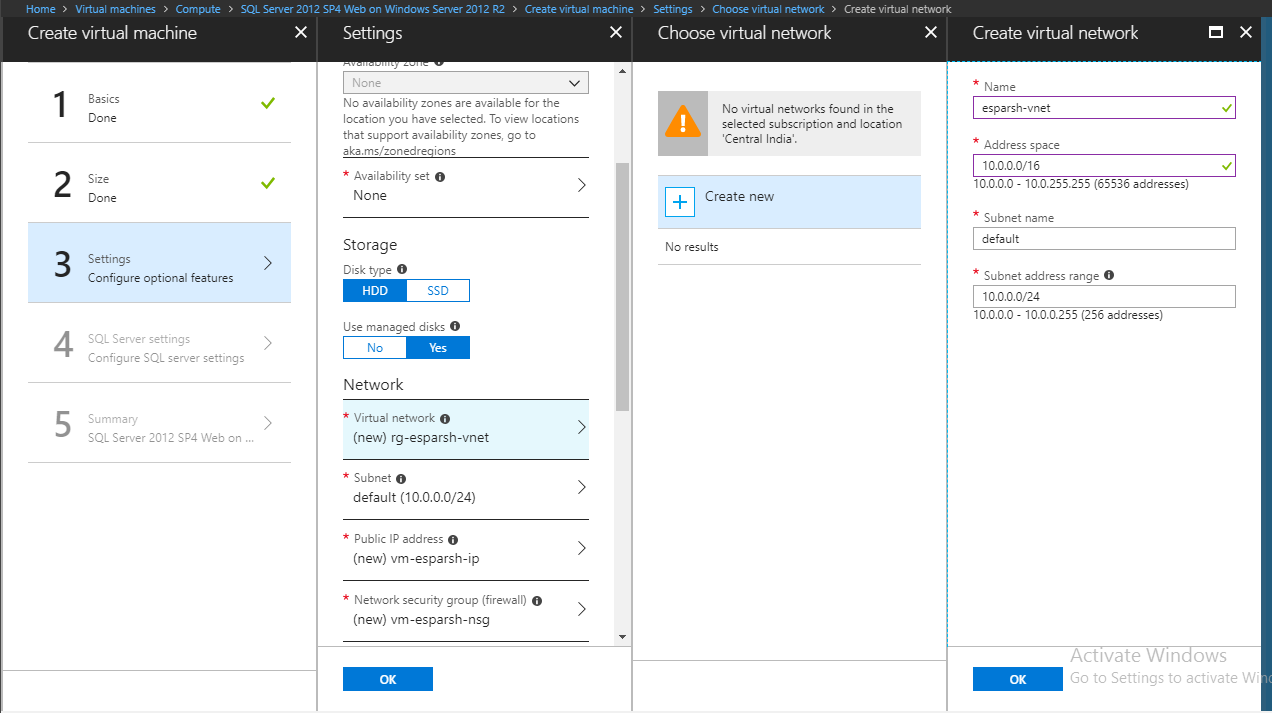 Home > Virtual machines > Compute > SQL Server 2012 SP4 Web on Windows Server 2012 R2 > Create virtual machine > Settings > Choose virtual network > Create virtual network
Create virtual machine
1
Basics
Done
2
Size
Done
3
Settings
Configure optional features
4
SQL Server settings
Configure SQL server settings
5
Summary
SQL Server 2012 SP4 Web on ...
Settings
Availability zone
None
No availability zones are available for the
location you have selected. To view locations
that support availability zones, go to
aka.ms/zonedregions
* Availability set
None
Storage
Disk type
HDD SSD
Use managed disks
No Yes
Network
* Virtual network
(new) rg-esparsh-vnet
* Subnet
default (10.0.0.0/24)
* Public IP address
(new) vm-esparsh-ip
* Network security group (firewall)
(new) vm-esparsh-nsg
OK
Choose virtual network
No virtual networks found in the
selected subscription and location
'Central India'.
Create new
No results
Create virtual network
* Name
esparsh-vnet
* Address space
10.0.0.0/16
10.0.0.0 - 10.0.255.255 (65536 addresses)
* Subnet name
default
* Subnet address range
10.0.0.0/24
10.0.0.0 - 10.0.0.255 (256 addresses)
OK
Activate Windows
Go to Settings to activate Win